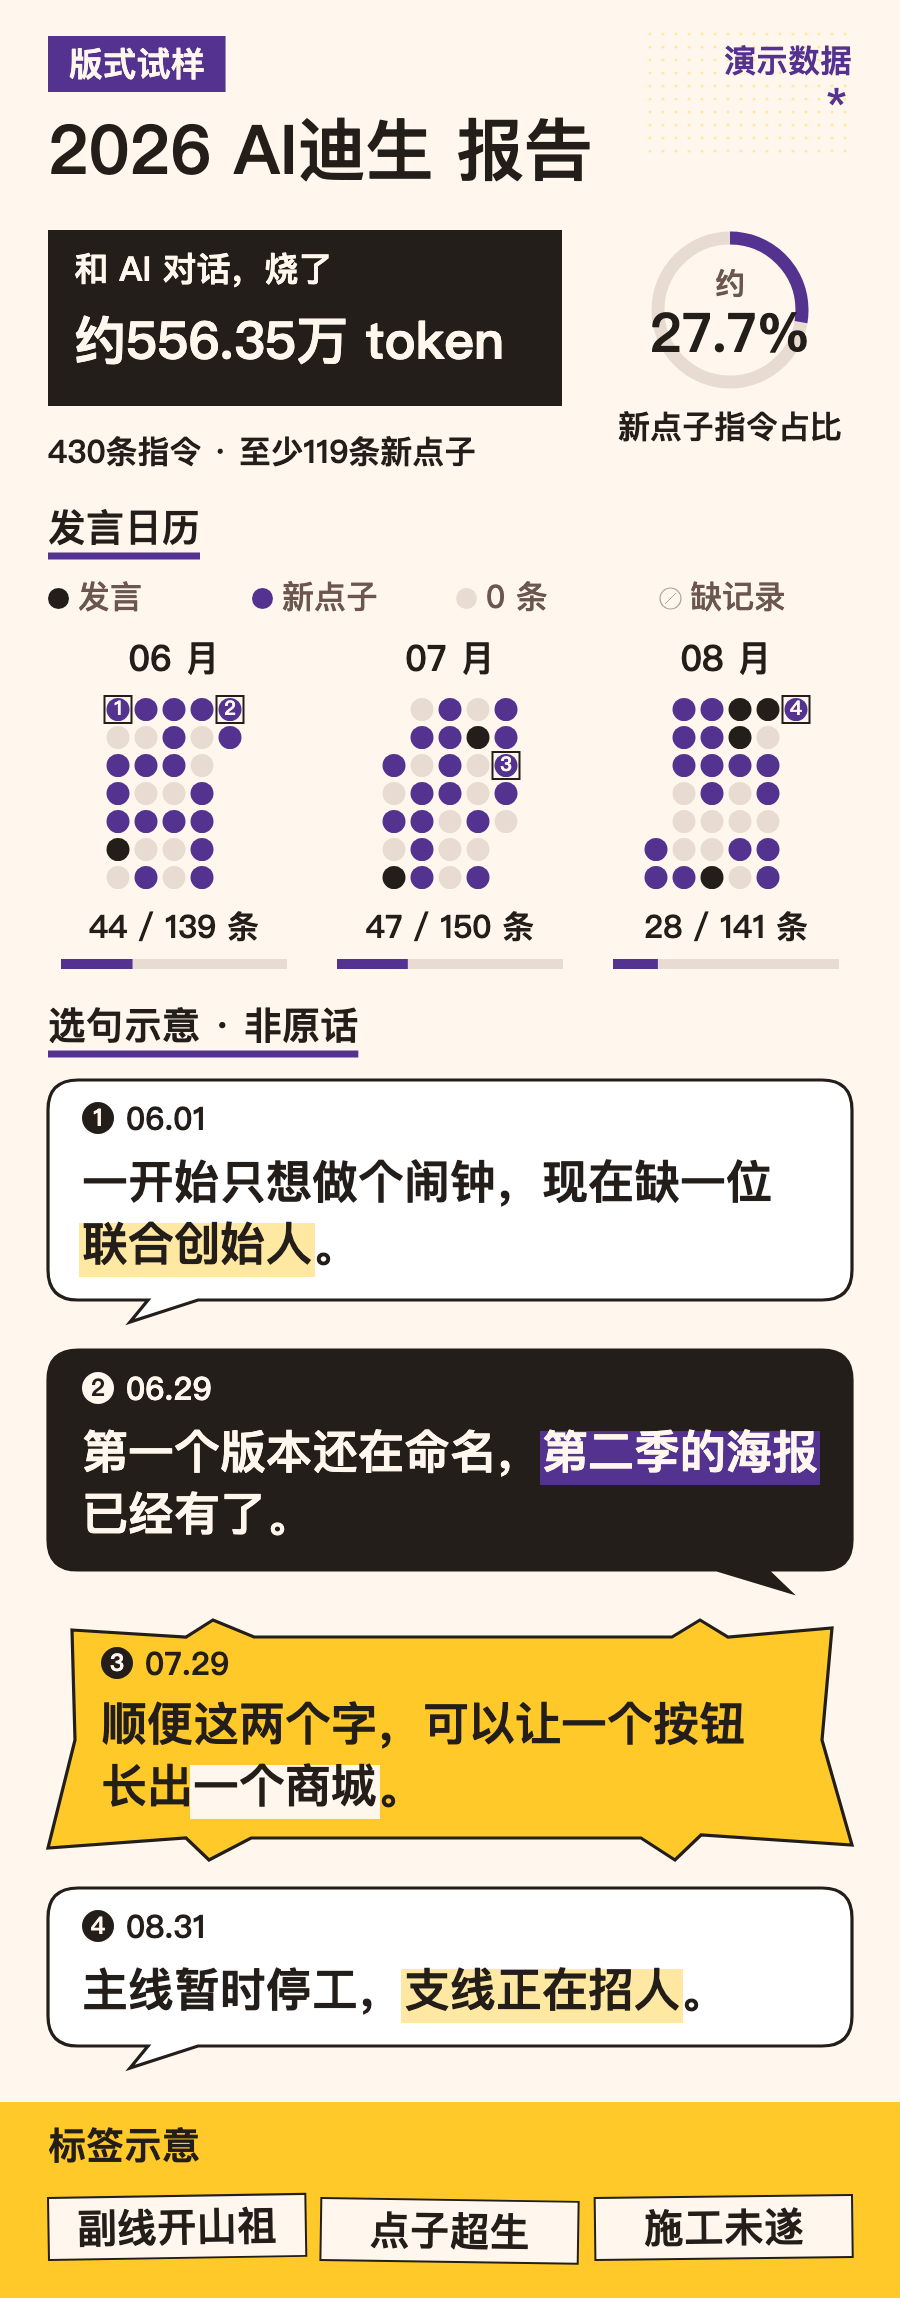 版式试样
演示数据
*
2026 AI迪生 报告
和 AI 对话，烧了
约556.35万 token
约
27.7%
新点子指令占比
430条指令 · 至少119条新点子
发言日历
发言 新点子 0 条 缺记录
06 月 07 月 08 月
1 2 4
3
44 / 139 条 47 / 150 条 28 / 141 条
选句示意 · 非原话
1 06.01
一开始只想做个闹钟，现在缺一位
联合创始人。
2 06.29
第一个版本还在命名，第二季的海报
已经有了。
3 07.29
顺便这两个字，可以让一个按钮
长出一个商城。
4 08.31
主线暂时停工，支线正在招人。
标签示意
副线开山祖 点子超生 施工未遂